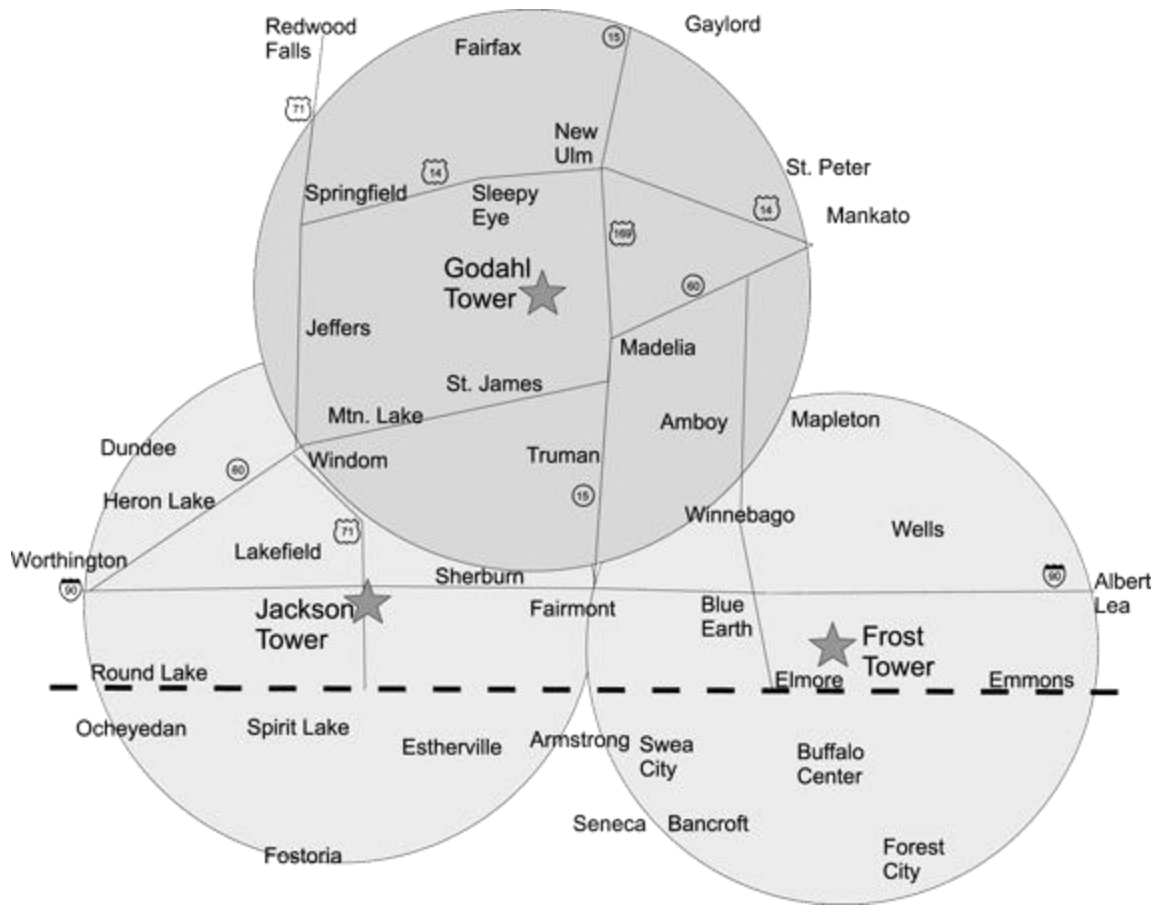 Redwood
Falls
Fairfax
15
Gaylord
71
New
Ulm
14
St. Peter
Springfield
Sleepy
Eye
14
Mankato
169
Godahl
Tower
60
Jeffers
Madelia
St. James
Mtn. Lake
Amboy
Mapleton
Dundee
60
Windom
Truman
Heron Lake
15
Winnebago
Wells
71
Lakefield
Worthington
Sherburn
90
90
Albert
Lea
Jackson
Tower
Fairmont
Blue
Earth
Frost
Tower
Round Lake
Elmore
Emmons
Ocheyedan
Spirit Lake
Estherville
Armstrong
Swea
City
Buffalo
Center
Seneca
Bancroft
Fostoria
Forest
City